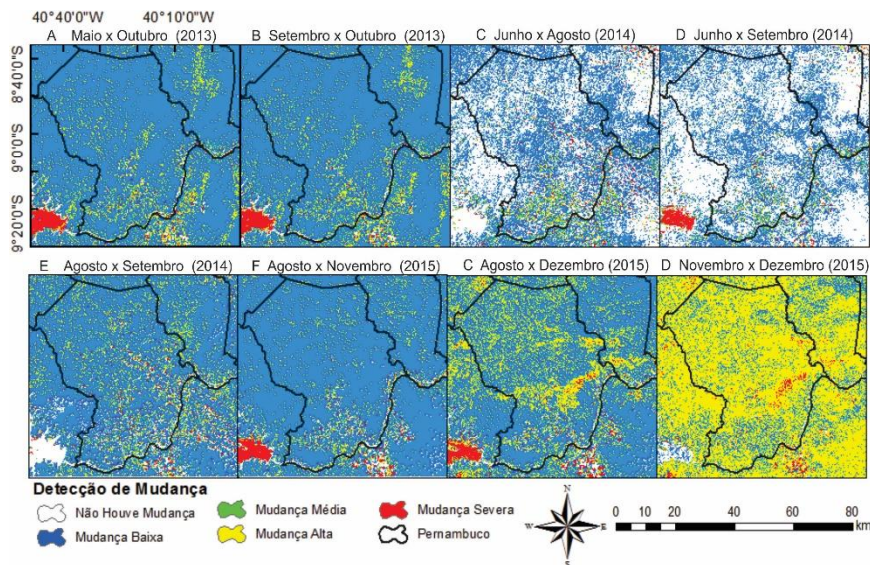 40°40'0"W 40°10'0"W
A Maio x Outubro (2013)
B Setembro x Outubro (2013)
C Junho x Agosto (2014)
D Junho x Setembro (2014)
8°40'0"S
9°00'0"S
9°20'0"S
E Agosto x Setembro (2014)
F Agosto x Novembro (2015)
C Agosto x Dezembro (2015)
D Novembro x Dezembro (2015)
Detecção de Mudança
Não Houve Mudança
Mudança Média
Mudança Severa
Mudança Baixa
Mudança Alta
Pernambuco
N
W E
S
0 10 20 40 60 80
km